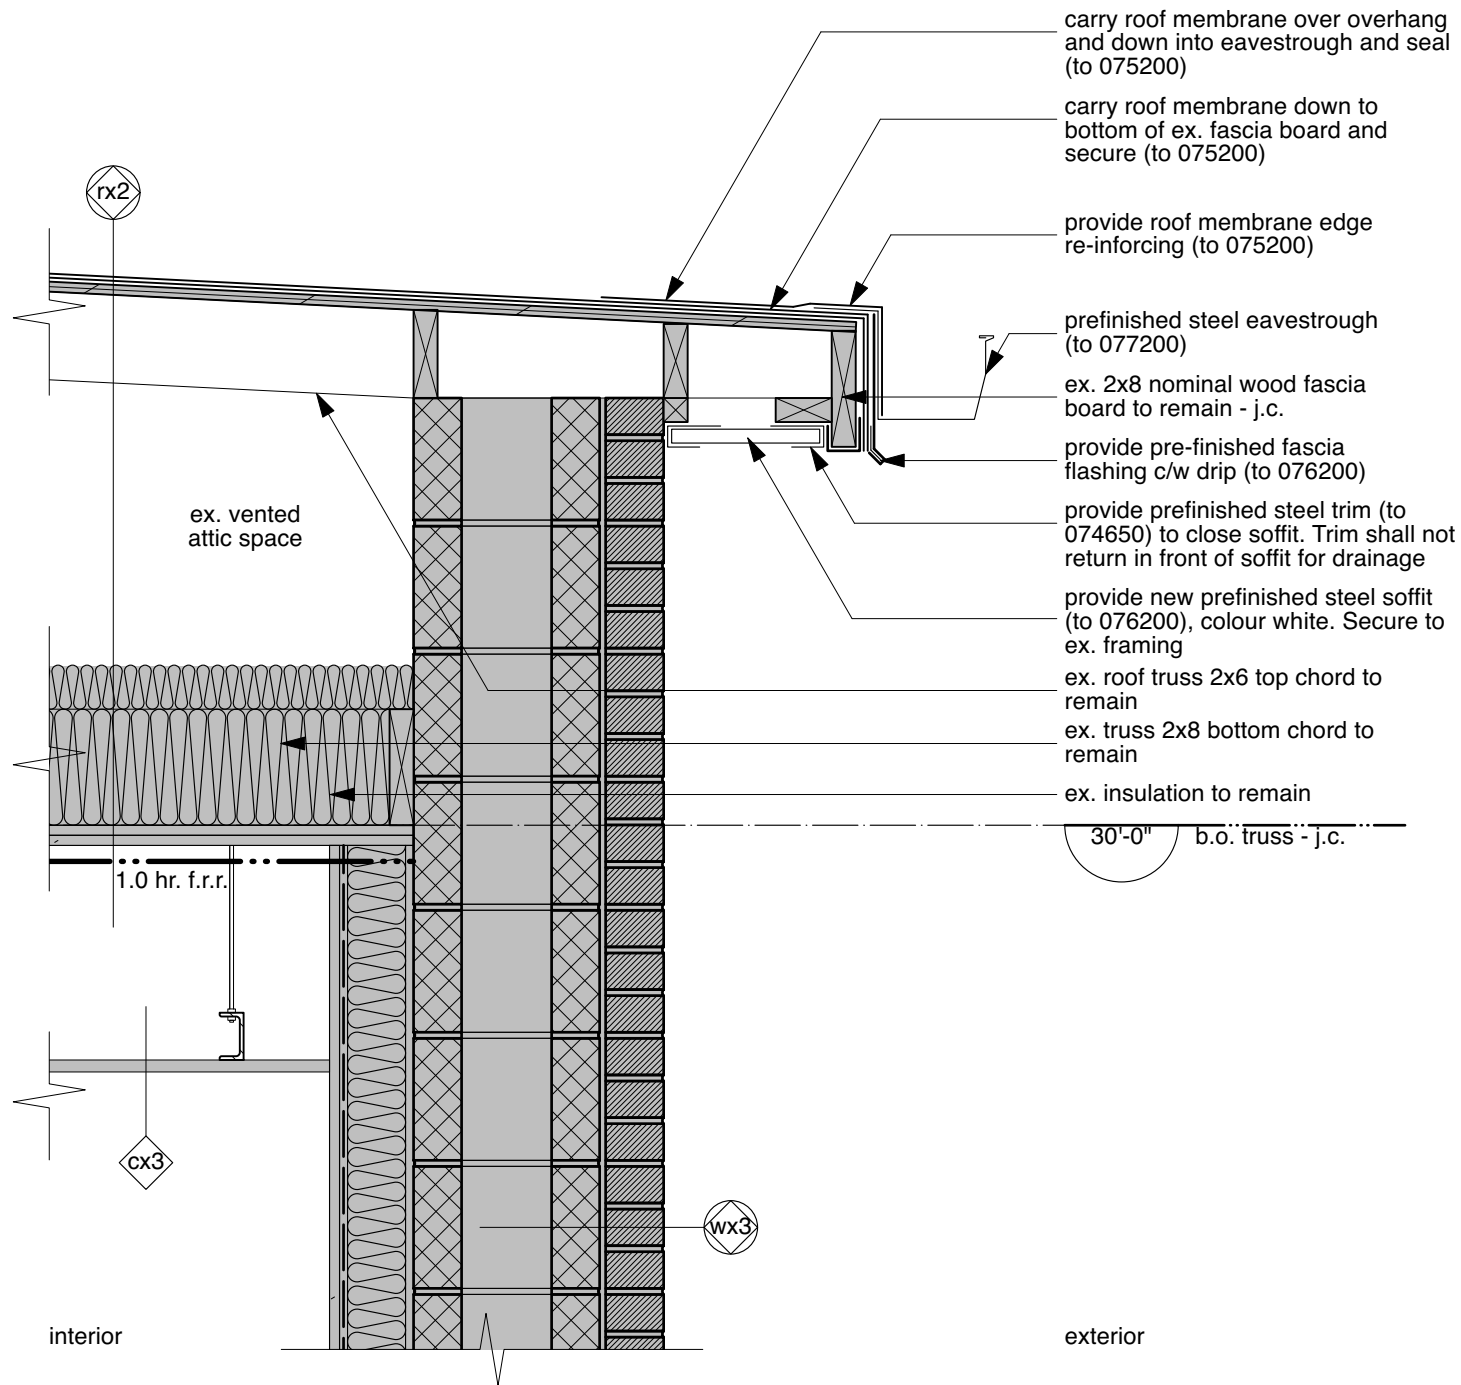 carry roof membrane over overhang
and down into eavestrough and seal
(to 075200)
carry roof membrane down to
bottom of ex. fascia board and
secure (to 075200)
rx2
provide roof membrane edge
re-inforcing (to 075200)
prefinished steel eavestrough
(to 077200)
ex. 2x8 nominal wood fascia
board to remain - j.c.
provide pre-finished fascia
flashing c/w drip (to 076200)
ex. vented
attic space
provide prefinished steel trim (to
074650) to close soffit. Trim shall not
return in front of soffit for drainage
provide new prefinished steel soffit
(to 076200), colour white. Secure to
ex. framing
ex. roof truss 2x6 top chord to
remain
ex. truss 2x8 bottom chord to
remain
ex. insulation to remain
30'-0"
b.o. truss - j.c.
1.0 hr. f.r.r.
cx3
wx3
interior
exterior